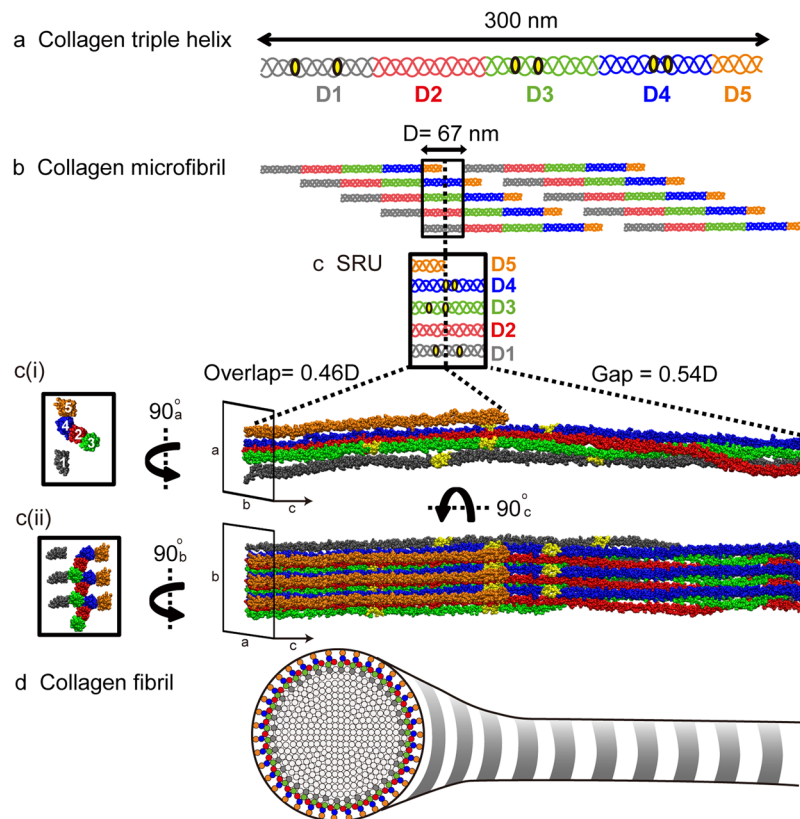 300 nm
a Collagen triple helix
D1 D2 D3 D4 D5
D= 67 nm
b Collagen microfibril
c SRU
D5
D4
D3
D2
D1
c(i)
Overlap= 0.46D
Gap = 0.54D
5
4
2
3
1
90°a
a
b
c
90°c
c(ii)
90°b
b
a
c
d Collagen fibril